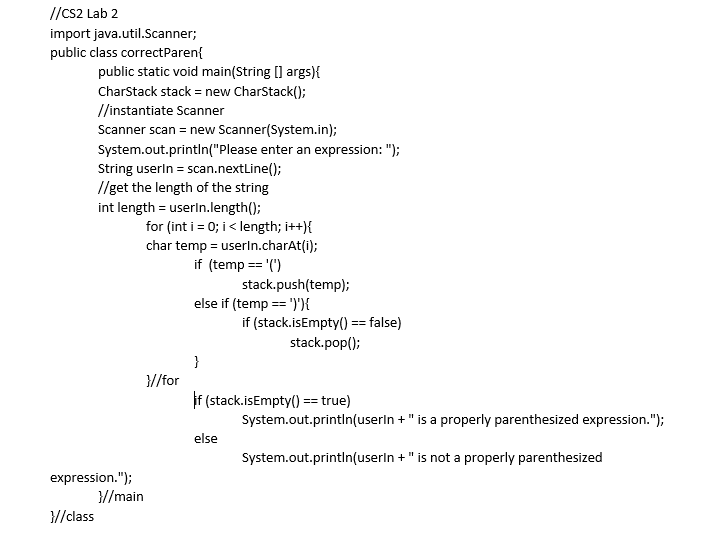 //CS2 Lab 2
import java.util.Scanner;
public class correctParen{
public static void main(String [] args){
CharStack stack = new CharStack();
//instantiate Scanner
Scanner scan = new Scanner(System.in);
System.out.println("Please enter an expression: ");
String userIn = scan.nextLine();
//get the length of the string
int length = userIn.length();
for (int i = 0; i < length; i++){
char temp = userIn.charAt(i);
if  (temp == '(')
stack.push(temp);
else if (temp == ')'){
if (stack.isEmpty() == false)
stack.pop();
}
}//for
if (stack.isEmpty() == true)
System.out.println(userIn + " is a properly parenthesized expression.");
else
System.out.println(userIn + " is not a properly parenthesized
expression.");
}//main
}//class